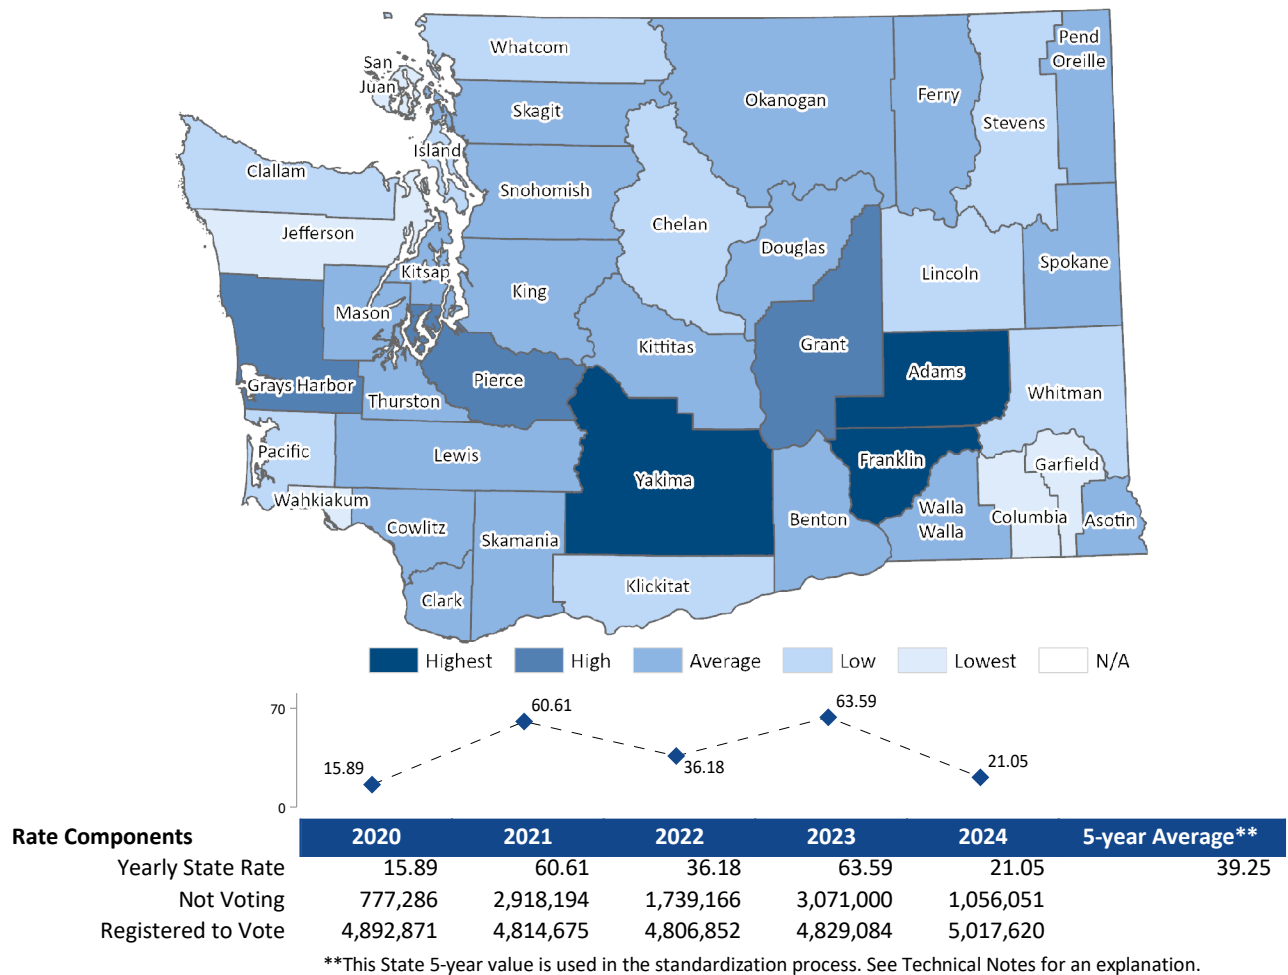 Whatcom
San
Juan
Skagit
Okanogan
Ferry
Stevens
Pend
Oreille
Island
Clallam
Snohomish
Jefferson
Chelan
Douglas
Kitsap
King
Lincoln
Spokane
Mason
Kittitas
Grant
Adams
Grays Harbor
Pierce
Thurston
Whitman
Pacific
Lewis
Yakima
Franklin
Garfield
Wahkiakum
Cowlitz
Skamania
Benton
Walla
Walla
Columbia
Asotin
Clark
Klickitat
Highest High Average Low Lowest N/A
70
0
15.89
60.61
36.18
63.59
21.05
Rate Components 2020 2021 2022 2023 2024 5-year Average**
Yearly State Rate 15.89 60.61 36.18 63.59 21.05 39.25
Not Voting 777,286 2,918,194 1,739,166 3,071,000 1,056,051
Registered to Vote 4,892,871 4,814,675 4,806,852 4,829,084 5,017,620
**This State 5-year value is used in the standardization process. See Technical Notes for an explanation.